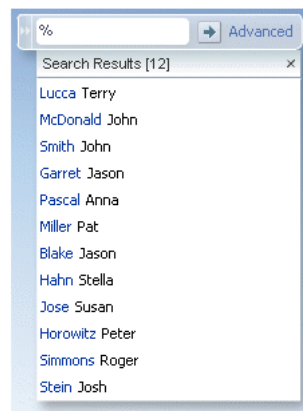 % Advanced
Search Results [12] ×
Lucca Terry
McDonald John
Smith John
Garret Jason
Pascal Anna
Miller Pat
Blake Jason
Hahn Stella
Jose Susan
Horowitz Peter
Simmons Roger
Stein Josh